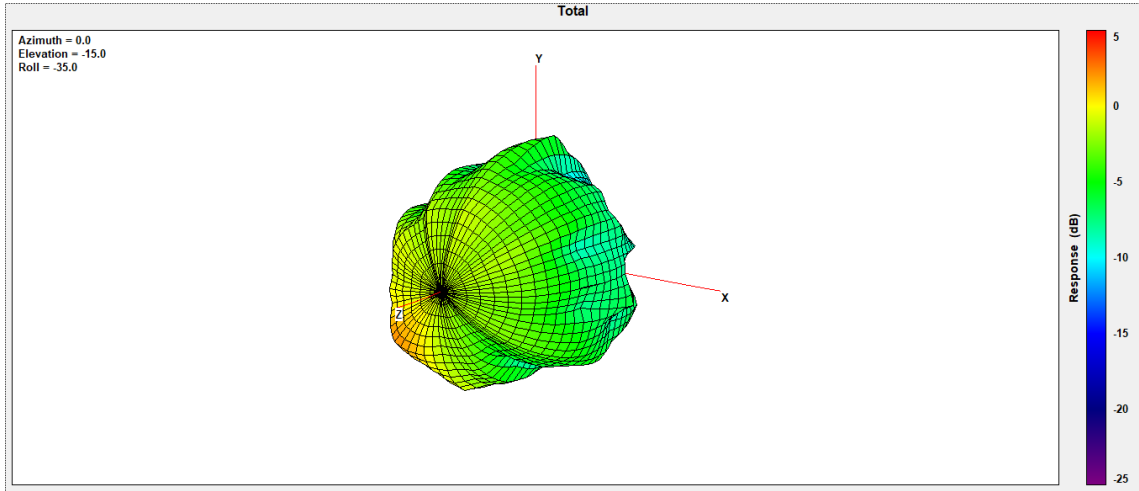 Total
Azimuth = 0.0
Elevation = -15.0
Roll = -35.0
Y
X
Z
5
0
-5
-10
-15
-20
-25
Response (dB)